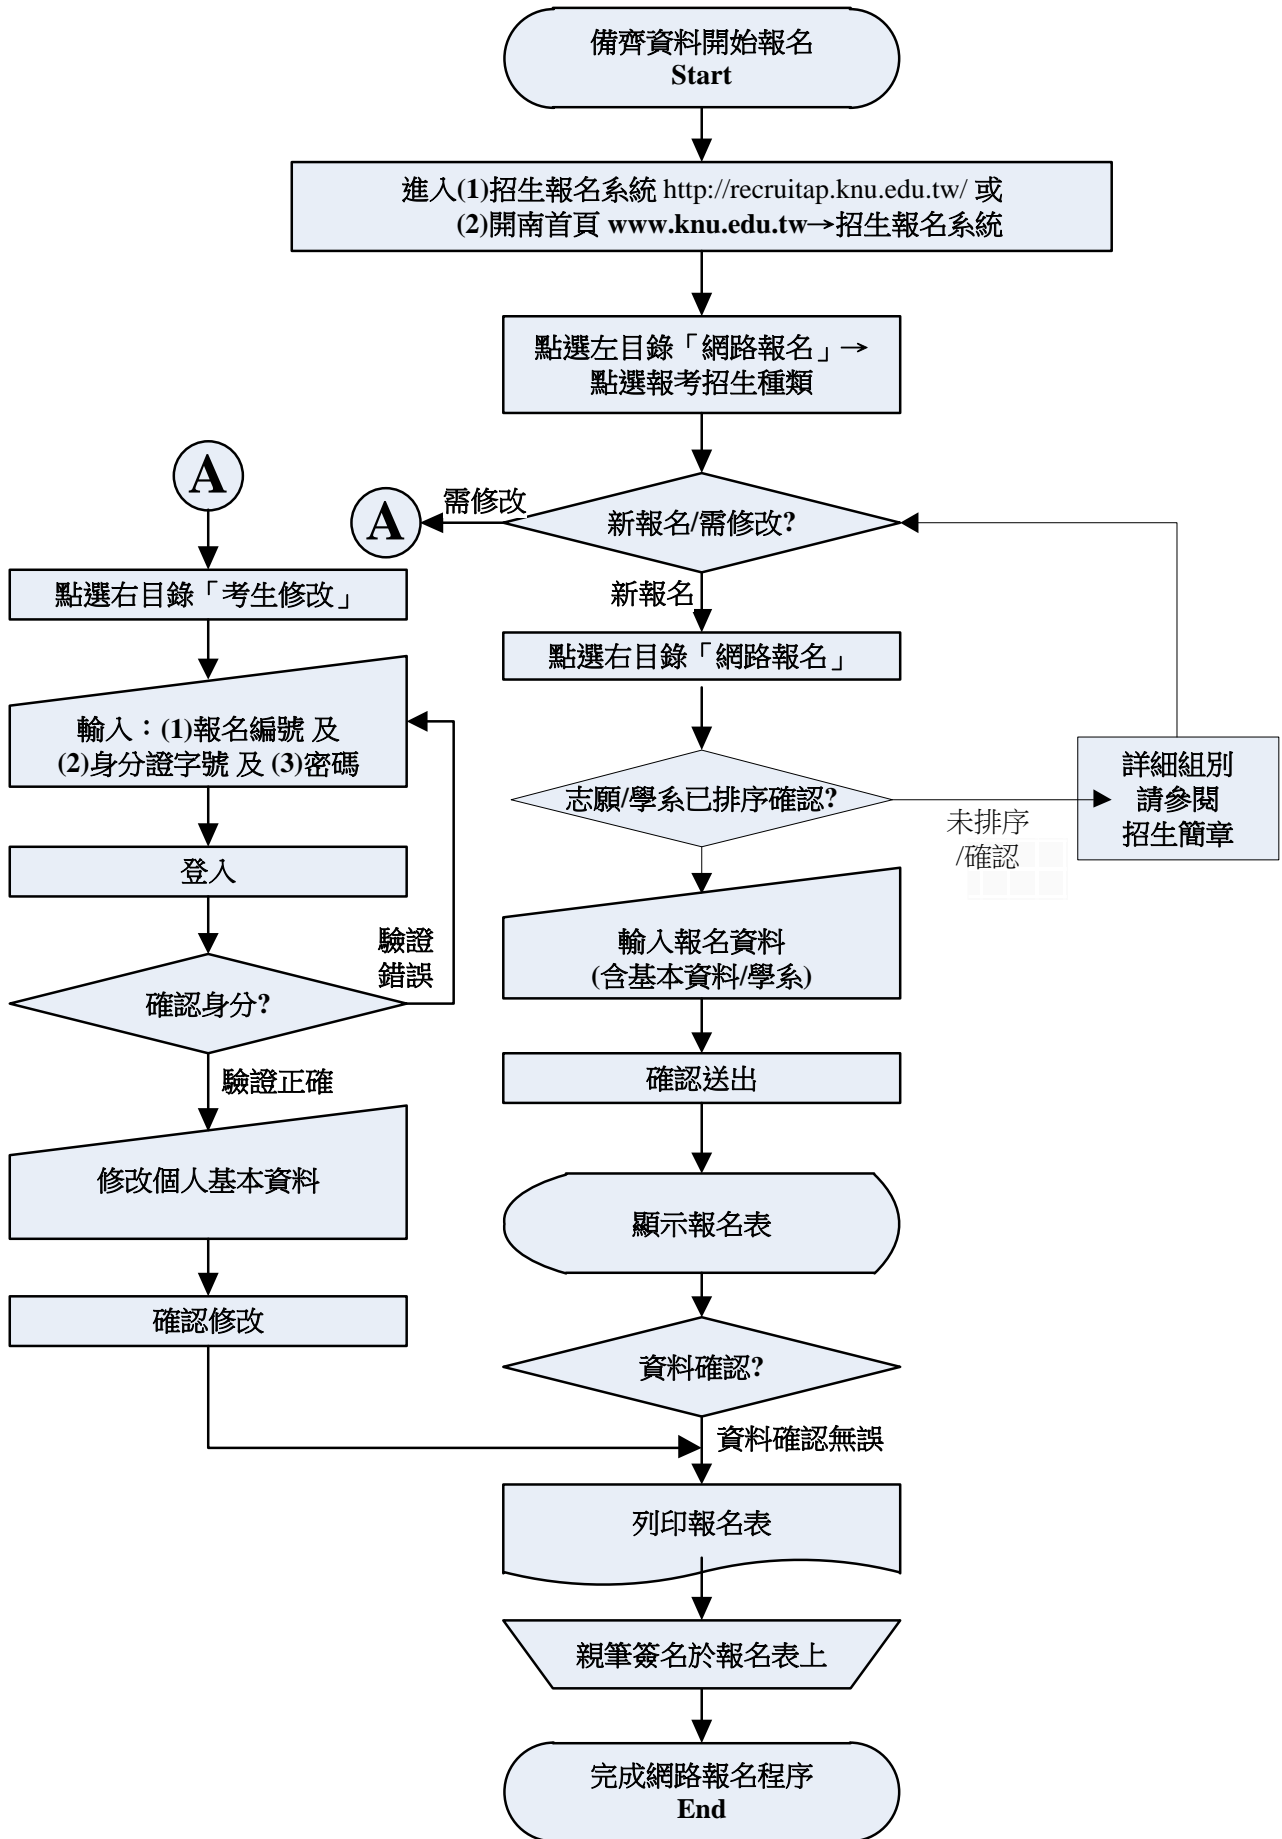 備齊資料開始報名
Start
進入(1)招生報名系統 http://recruitap.knu.edu.tw/ 或
(2)開南首頁 www.knu.edu.tw→招生報名系統
點選左目錄「網路報名」→
點選報考招生種類
新報名/需修改?
需修改
A
新報名
點選右目錄「網路報名」
志願/學系已排序確認?
未排序
/確認
詳細組別
請參閱
招生簡章
輸入報名資料
(含基本資料/學系)
確認送出
顯示報名表
資料確認?
資料確認無誤
A
點選右目錄「考生修改」
輸入：(1)報名編號 及
(2)身分證字號 及 (3)密碼
登入
確認身分?
驗證
錯誤
驗證正確
修改個人基本資料
確認修改
列印報名表
親筆簽名於報名表上
完成網路報名程序
End